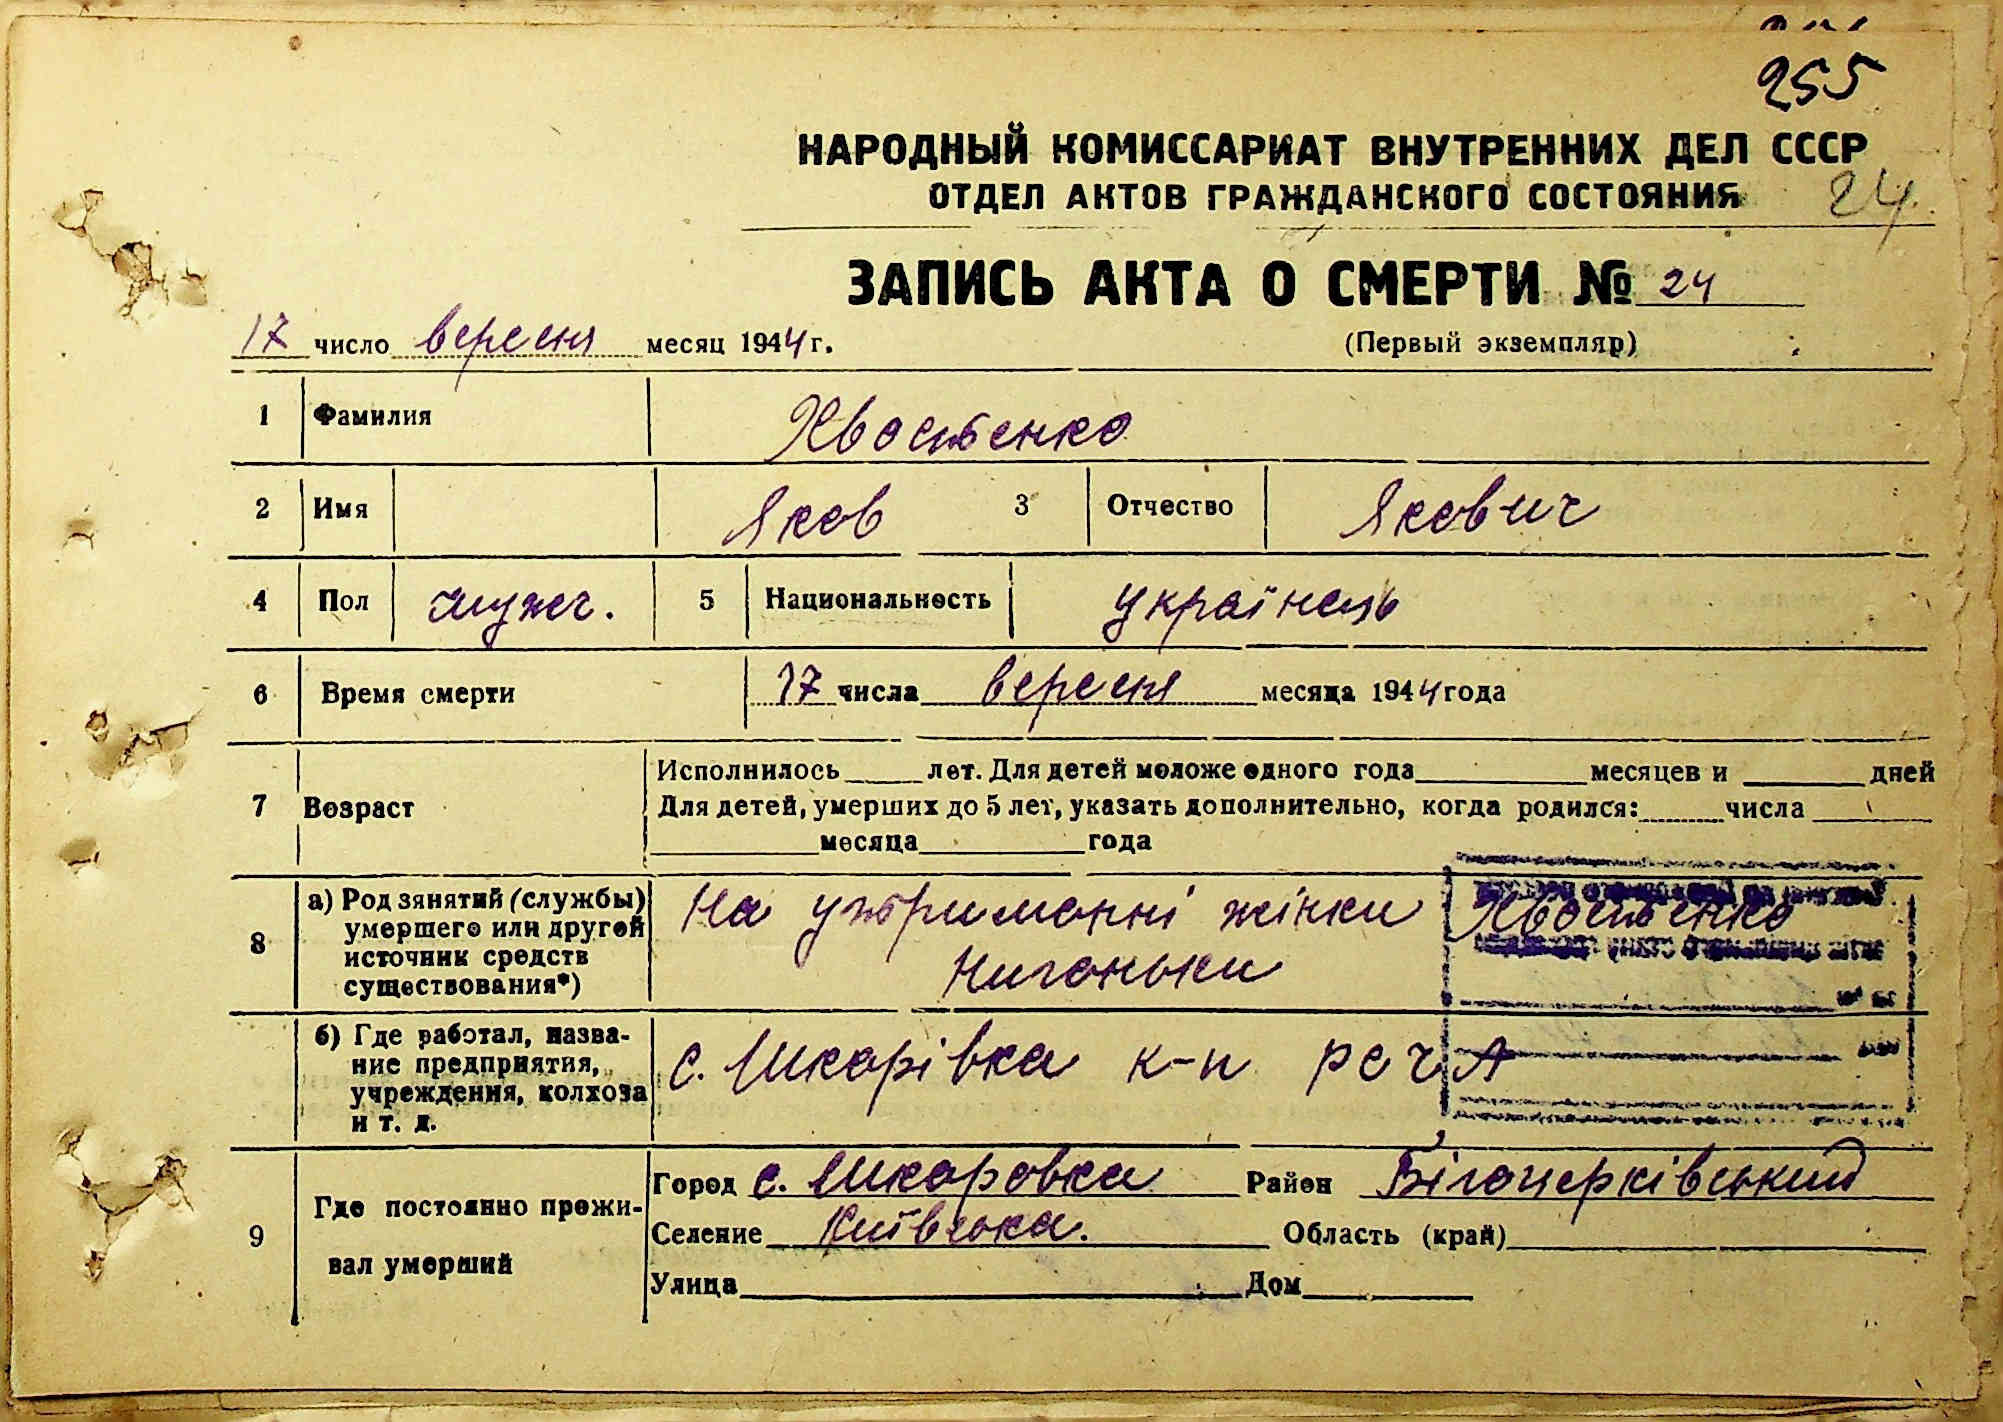 255
НАРОДНЫЙ КОМИССАРИАТ ВНУТРЕННИХ ДЕЛ СССР
ОТДЕЛ АКТОВ ГРАЖДАНСКОГО СОСТОЯНИЯ 24
ЗАПИСЬ АКТА О СМЕРТИ № 24
17 число вересня месяц 1944 г. (Первый экземпляр)
1 Фамилия Хвостенко
2 Имя Яков 3 Отчество Якович
4 Пол мужч. 5 Национальность українець
6 Время смерти 17 числа вересня месяца 1944 года
Исполнилось лет. Для детей моложе одного года месяцев и дней
7 Возраст Для детей, умерших до 5 лет, указать дополнительно, когда родился: числа
месяца года
8 а) Род занятий (службы) умершего или другой источник средств существования*) На утриманні жінки Хвостенко
б) Где работал, название предприятия, учреждения, колхоза и т. д. с. Шкарівка к-п
9 Где постоянно проживал умерший Город с. Шкаровка Район Білоцерківський
Селение Київська. Область (край)
Улица Дом